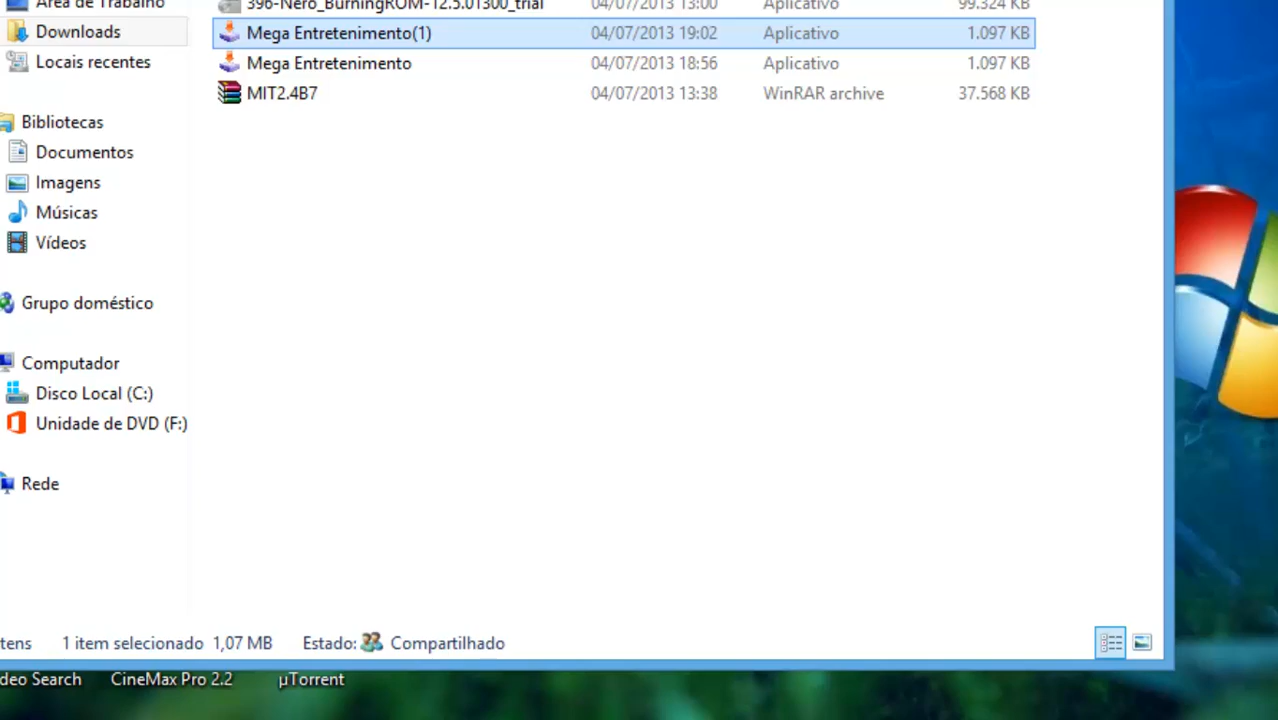 Área de Trabalho
396-Nero_BurningROM-12.5.01300_trial 04/07/2013 13:00 Aplicativo 99.324 KB
Downloads
Mega Entretenimento(1) 04/07/2013 19:02 Aplicativo 1.097 KB
Locais recentes
Mega Entretenimento 04/07/2013 18:56 Aplicativo 1.097 KB
MIT2.4B7 04/07/2013 13:38 WinRAR archive 37.568 KB
Bibliotecas
Documentos
Imagens
Músicas
Vídeos
Grupo doméstico
Computador
Disco Local (C:)
Unidade de DVD (F:)
Rede
tens 1 item selecionado 1,07 MB Estado: Compartilhado
deo Search CineMax Pro 2.2 µTorrent